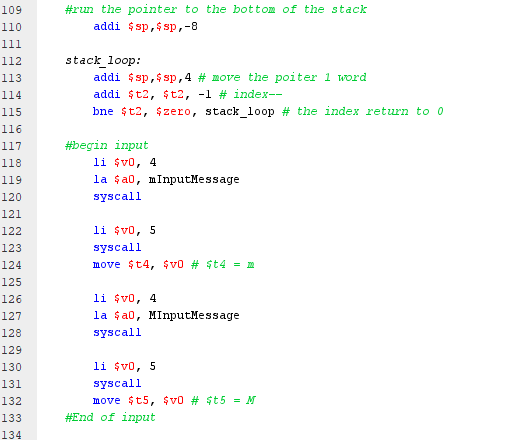 109 #run the pointer to the bottom of the stack
110 addi $sp,$sp,-8
111
112 stack_loop:
113 addi $sp,$sp,4 # move the poiter 1 word
114 addi $t2, $t2, -1 # index--
115 bne $t2, $zero, stack_loop # the index return to 0
116
117 #begin input
118 li $v0, 4
119 la $a0, mInputMessage
120 syscall
121
122 li $v0, 5
123 syscall
124 move $t4, $v0 # $t4 = m
125
126 li $v0, 4
127 la $a0, MInputMessage
128 syscall
129
130 li $v0, 5
131 syscall
132 move $t5, $v0 # $t5 = M
133 #End of input
134